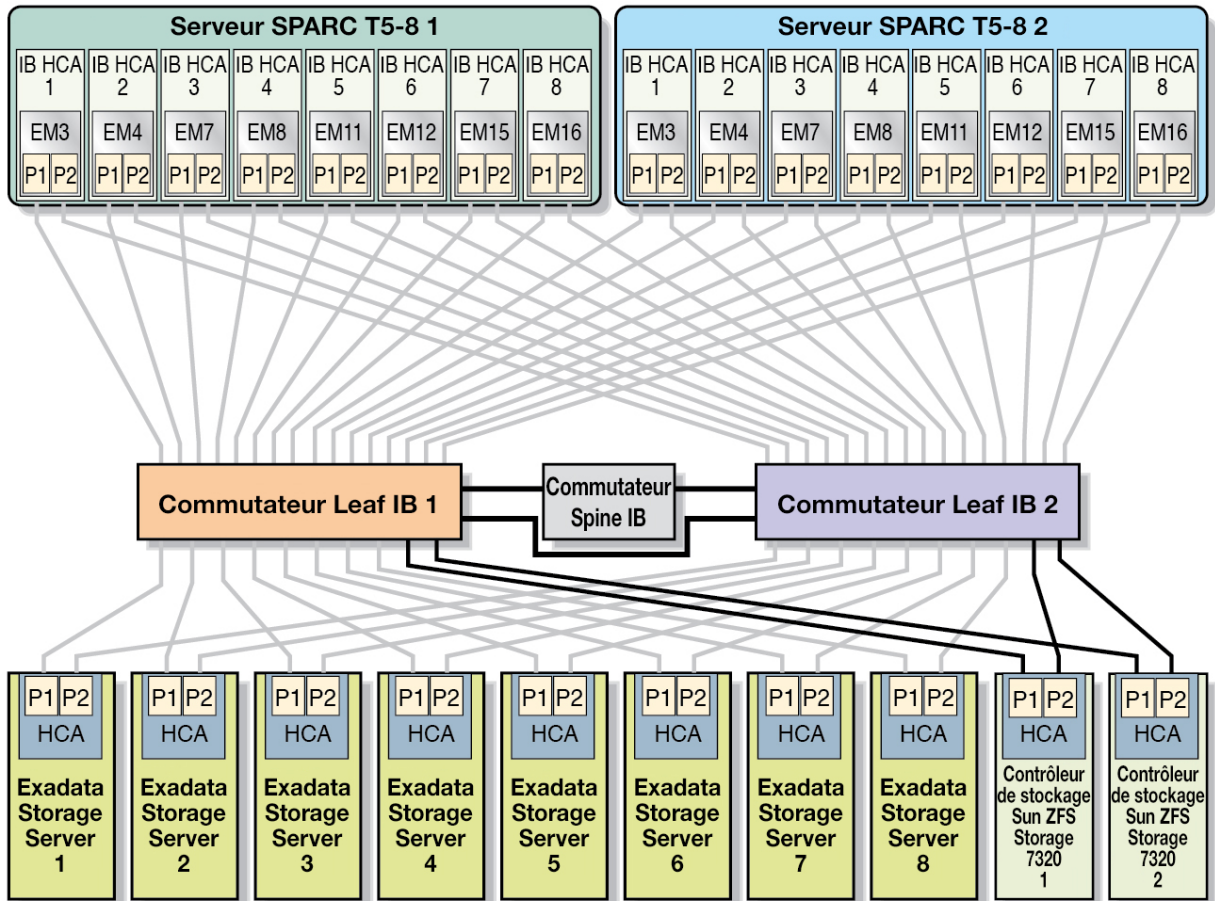 Serveur SPARC T5-8 1
IB HCA
1
EM3
P1 P2
IB HCA
2
EM4
P1 P2
IB HCA
3
EM7
P1 P2
IB HCA
4
EM8
P1 P2
IB HCA
5
EM11
P1 P2
IB HCA
6
EM12
P1 P2
IB HCA
7
EM15
P1 P2
IB HCA
8
EM16
P1 P2
Serveur SPARC T5-8 2
IB HCA
1
EM3
P1 P2
IB HCA
2
EM4
P1 P2
IB HCA
3
EM7
P1 P2
IB HCA
4
EM8
P1 P2
IB HCA
5
EM11
P1 P2
IB HCA
6
EM12
P1 P2
IB HCA
7
EM15
P1 P2
IB HCA
8
EM16
P1 P2
Commutateur Leaf IB 1
Commutateur
Spine IB
Commutateur Leaf IB 2
P1 P2
HCA
Exadata
Storage
Server
1
P1 P2
HCA
Exadata
Storage
Server
2
P1 P2
HCA
Exadata
Storage
Server
3
P1 P2
HCA
Exadata
Storage
Server
4
P1 P2
HCA
Exadata
Storage
Server
5
P1 P2
HCA
Exadata
Storage
Server
6
P1 P2
HCA
Exadata
Storage
Server
7
P1 P2
HCA
Exadata
Storage
Server
8
P1 P2
HCA
Contrôleur
de stockage
Sun ZFS
Storage
7320
1
P1 P2
HCA
Contrôleur
de stockage
Sun ZFS
Storage
7320
2